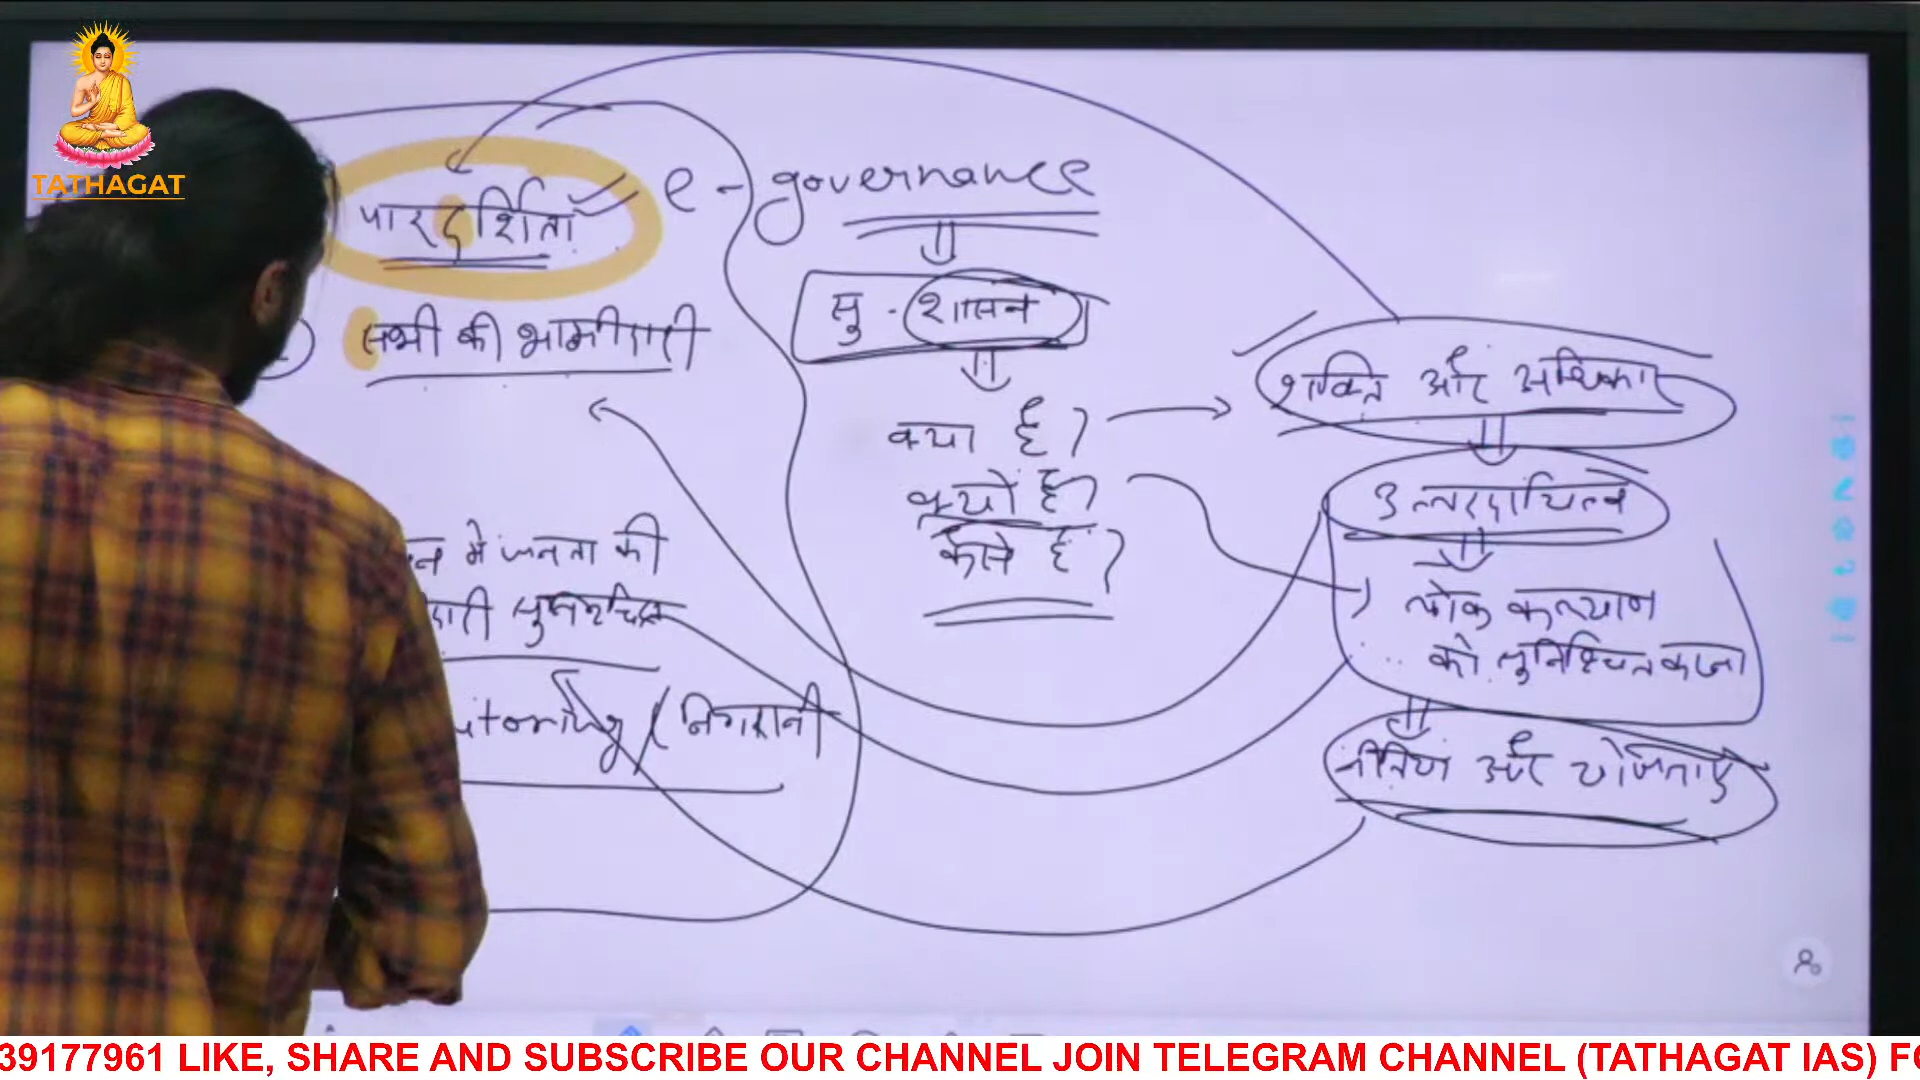 TATHAGAT
पारदर्शिता
e-governance
सु-शासन
सभी की भागीदारी
क्या है?
क्यों है?
कैसे है?
शक्ति और अधिकार
उत्तरदायित्व
लोक कल्याण
को सुनिश्चित करना
नीतियां और योजनाएं
न मे जनता की
दारी सुनिश्चित
itoring / (निगरानी
39177961 LIKE, SHARE AND SUBSCRIBE OUR CHANNEL JOIN TELEGRAM CHANNEL (TATHAGAT IAS) FO